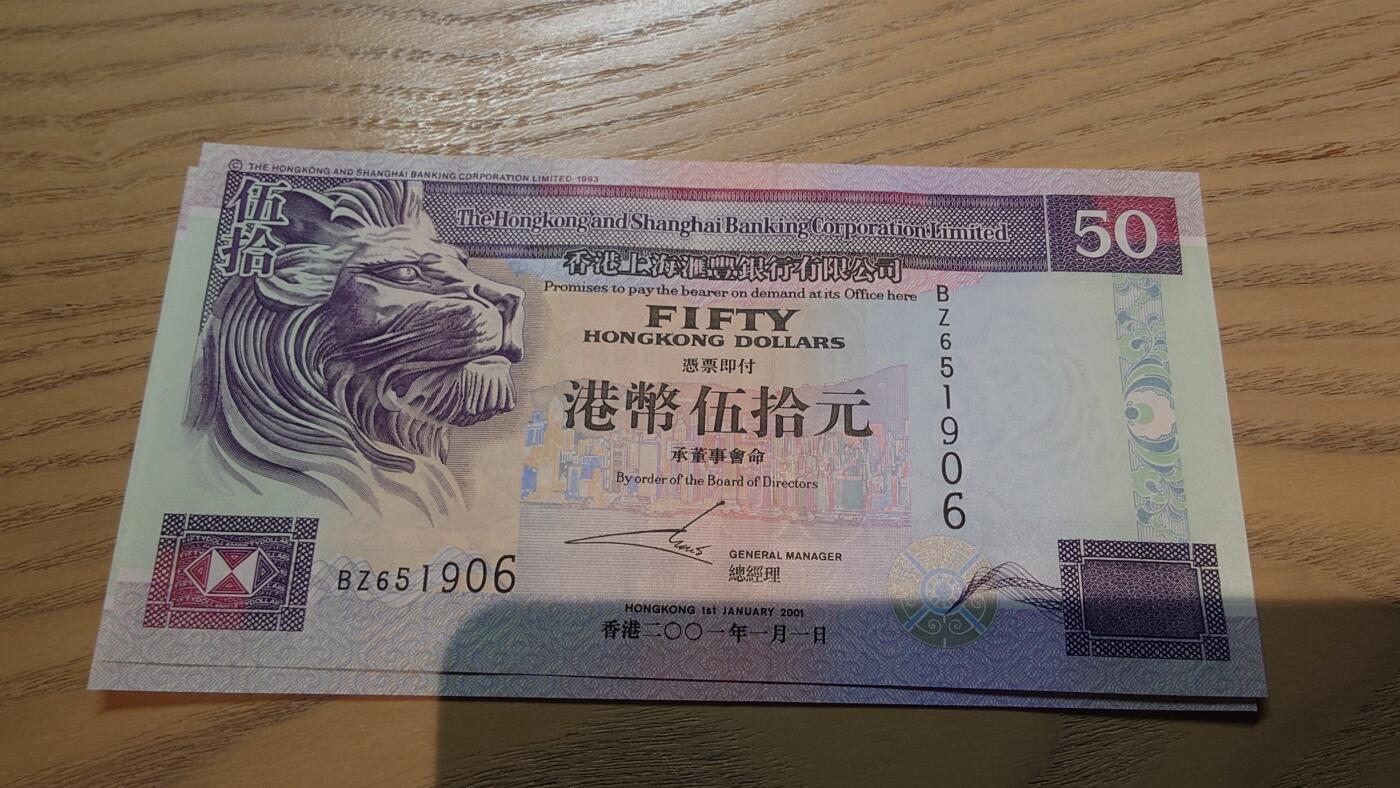 © THE HONGKONG AND SHANGHAI BANKING CORPORATION LIMITED 1993
伍拾
The Hongkong and Shanghai Banking Corporation Limited
50
香港上海滙豐銀行有限公司
Promises to pay the bearer on demand at its Office here
FIFTY
HONGKONG DOLLARS
憑票即付
港幣伍拾元
承董事會命
By order of the Board of Directors
BZ651906
GENERAL MANAGER
總經理
BZ651906
HONGKONG 1st JANUARY 2001
香港二〇〇一年一月一日